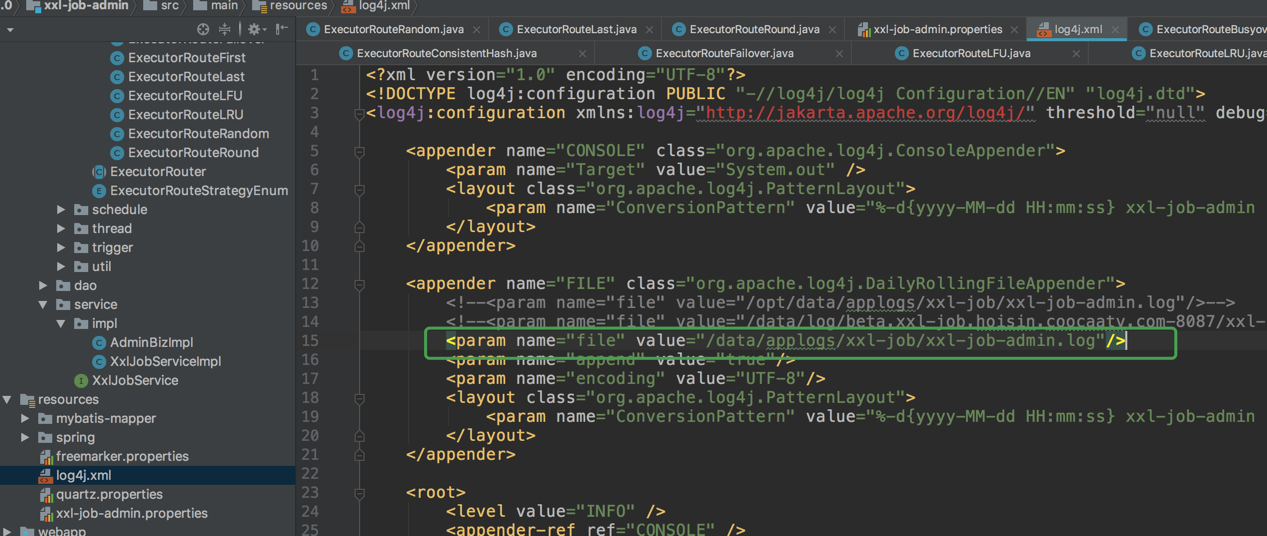 .0 xxl-job-admin src main resources log4j.xml
ExecutorRouteRandom.java ExecutorRouteLast.java ExecutorRouteRound.java xxl-job-admin.properties log4j.xml ExecutorRouteBusyov
ExecutorRouteConsistentHash.java ExecutorRouteFailover.java ExecutorRouteLFU.java ExecutorRouteLRU.java
ExecutorRouteFirst
ExecutorRouteLast
ExecutorRouteLFU
ExecutorRouteLRU
ExecutorRouteRandom
ExecutorRouteRound
ExecutorRouter
ExecutorRouteStrategyEnum
schedule
thread
trigger
util
dao
service
impl
AdminBizImpl
XxlJobServiceImpl
XxlJobService
resources
mybatis-mapper
spring
freemarker.properties
log4j.xml
quartz.properties
xxl-job-admin.properties
webapp
1 <?xml version="1.0" encoding="UTF-8"?>
2 <!DOCTYPE log4j:configuration PUBLIC "-//log4j/log4j Configuration//EN" "log4j.dtd">
3 <log4j:configuration xmlns:log4j="http://jakarta.apache.org/log4j/" threshold="null" debug=
4
5 <appender name="CONSOLE" class="org.apache.log4j.ConsoleAppender">
6 <param name="Target" value="System.out" />
7 <layout class="org.apache.log4j.PatternLayout">
8 <param name="ConversionPattern" value="%-d{yyyy-MM-dd HH:mm:ss} xxl-job-admin
9 </layout>
10 </appender>
11
12 <appender name="FILE" class="org.apache.log4j.DailyRollingFileAppender">
13 <!--<param name="file" value="/opt/data/applogs/xxl-job/xxl-job-admin.log"/>-->
14 <!--<param name="file" value="/data/log/beta.xxl-job.hoisin.coocaatv.com-8087/xxl-
15 <param name="file" value="/data/applogs/xxl-job/xxl-job-admin.log"/>
16 <param name="append" value="true"/>
17 <param name="encoding" value="UTF-8"/>
18 <layout class="org.apache.log4j.PatternLayout">
19 <param name="ConversionPattern" value="%-d{yyyy-MM-dd HH:mm:ss} xxl-job-admin
20 </layout>
21 </appender>
22
23 <root>
24 <level value="INFO" />
25 <appender-ref ref="CONSOLE" />